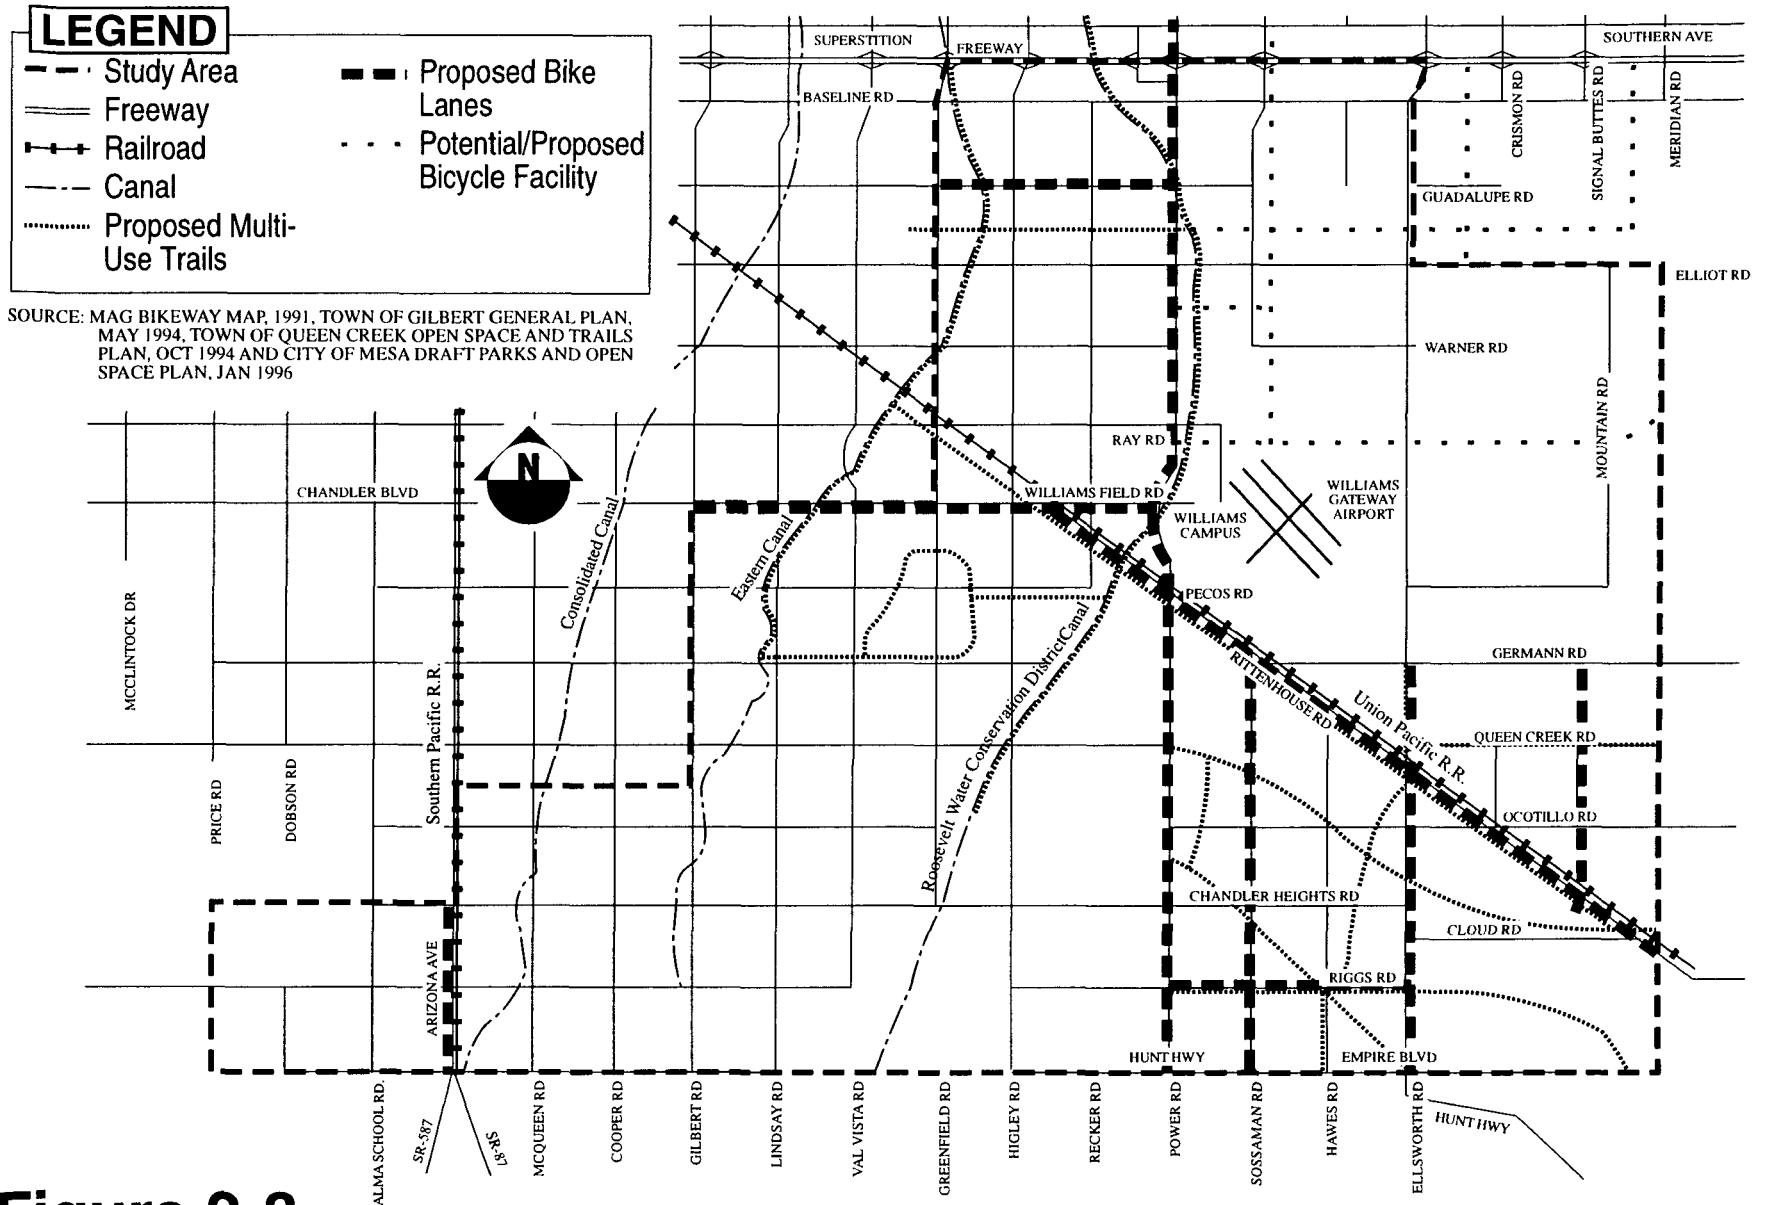 LEGEND
Study Area
Freeway
Railroad
Canal
Proposed Multi-
Use Trails
Proposed Bike
Lanes
Potential/Proposed
Bicycle Facility
SOURCE: MAG BIKEWAY MAP, 1991, TOWN OF GILBERT GENERAL PLAN,
MAY 1994, TOWN OF QUEEN CREEK OPEN SPACE AND TRAILS
PLAN, OCT 1994 AND CITY OF MESA DRAFT PARKS AND OPEN
SPACE PLAN, JAN 1996
SUPERSTITION
FREEWAY
SOUTHERN AVE
BASELINE RD
CRISMON RD
SIGNAL BUTTES RD
MERIDIAN RD
GUADALUPE RD
ELLIOT RD
WARNER RD
MOUNTAIN RD
RAY RD
N
CHANDLER BLVD
WILLIAMS FIELD RD
WILLIAMS
CAMPUS
WILLIAMS
GATEWAY
AIRPORT
Consolidated Canal
Eastern Canal
PECOS RD
MCCLINTOCK DR
Southern Pacific R.R.
Roosevelt Water Conservation District Canal
GERMANN RD
RITTENHOUSE RD
Union Pacific R.R.
QUEEN CREEK RD
PRICE RD
DOBSON RD
OCOTILLO RD
CHANDLER HEIGHTS RD
CLOUD RD
ARIZONA AVE
RIGGS RD
HUNT HWY
EMPIRE BLVD
ALMA SCHOOL RD.
SR-587
SR-87
MCQUEEN RD
COOPER RD
GILBERT RD
LINDSAY RD
VAL VISTA RD
GREENFIELD RD
HIGLEY RD
RECKER RD
POWER RD
SOSSAMAN RD
HAWES RD
ELLSWORTH RD
HUNT HWY